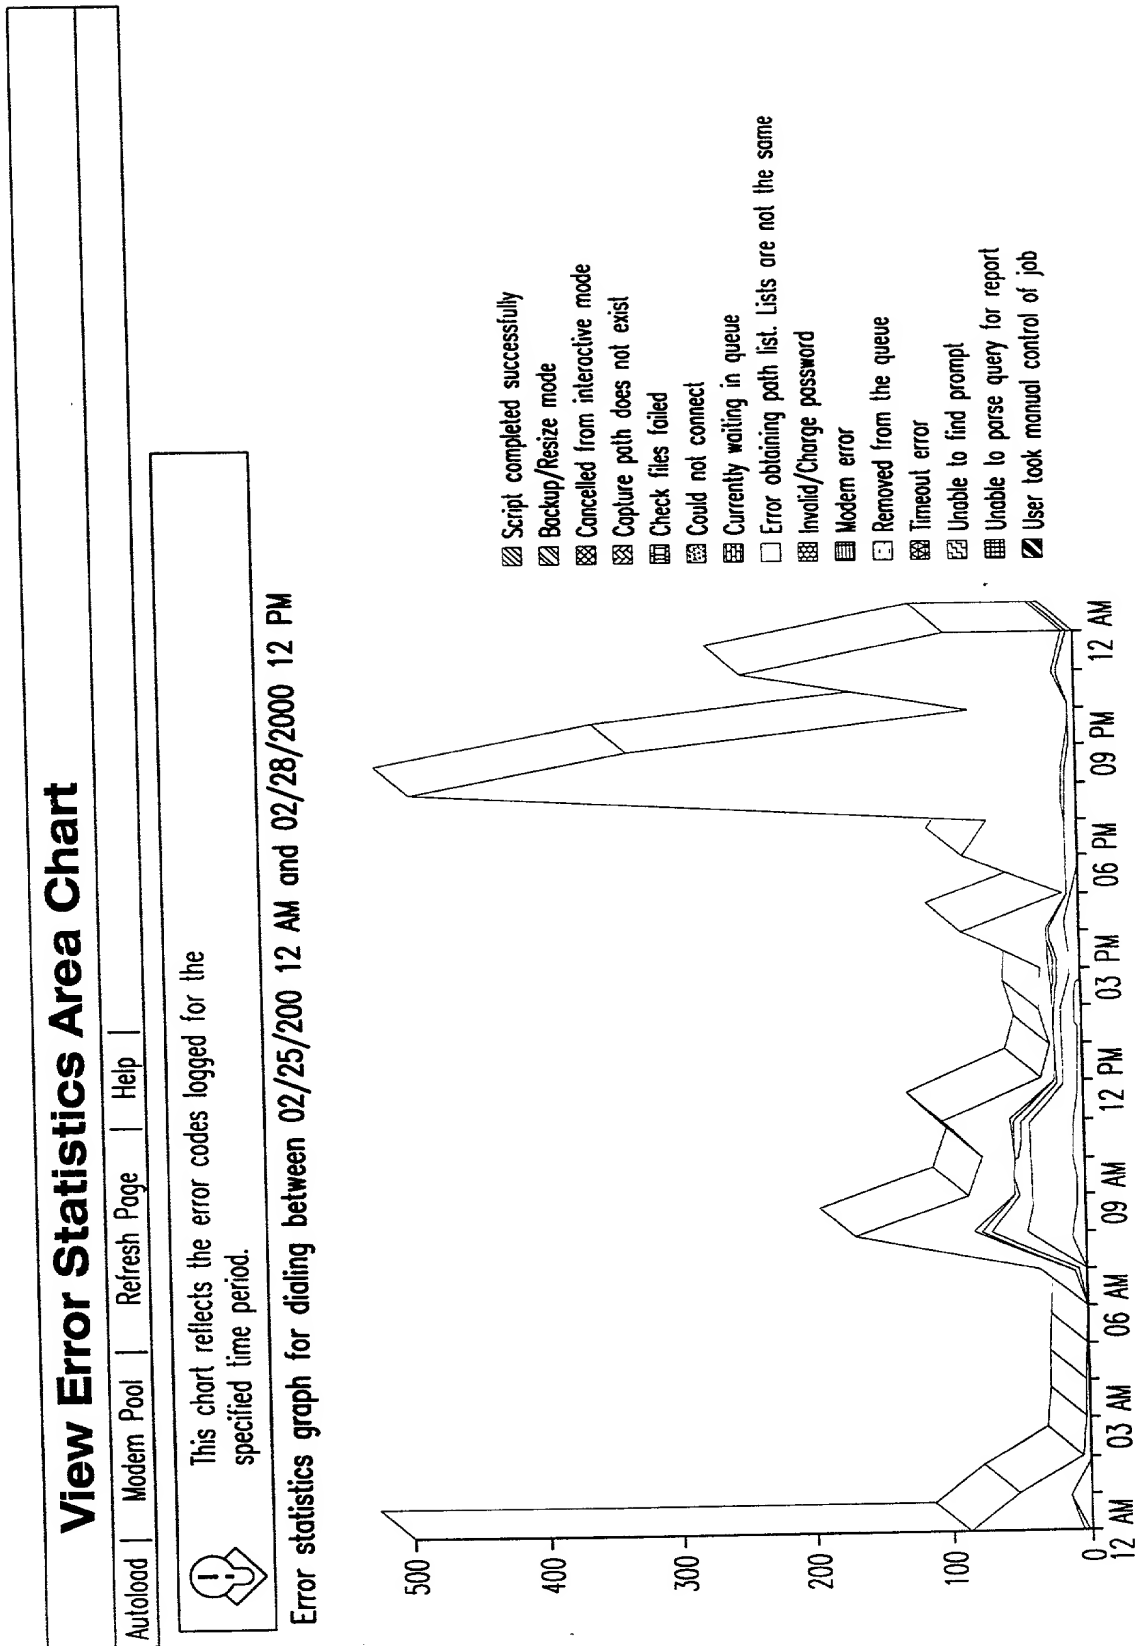 View Error Statistics Area Chart
Autoload | Modem Pool | Refresh Page | Help |
This chart reflects the error codes logged for the
specified time period.
Error statistics graph for dialing between 02/25/200 12 AM and 02/28/2000 12 PM
500
400
300
200
100
0
12 AM 03 AM 06 AM 09 AM 12 PM 03 PM 06 PM 09 PM 12 AM
Script completed successfully
Backup/Resize mode
Cancelled from interactive mode
Capture path does not exist
Check files failed
Could not connect
Currently waiting in queue
Error obtaining path list. Lists are not the same
Invalid/Charge password
Modem error
Removed from the queue
Timeout error
Unable to find prompt
Unable to parse query for report
User took manual control of job